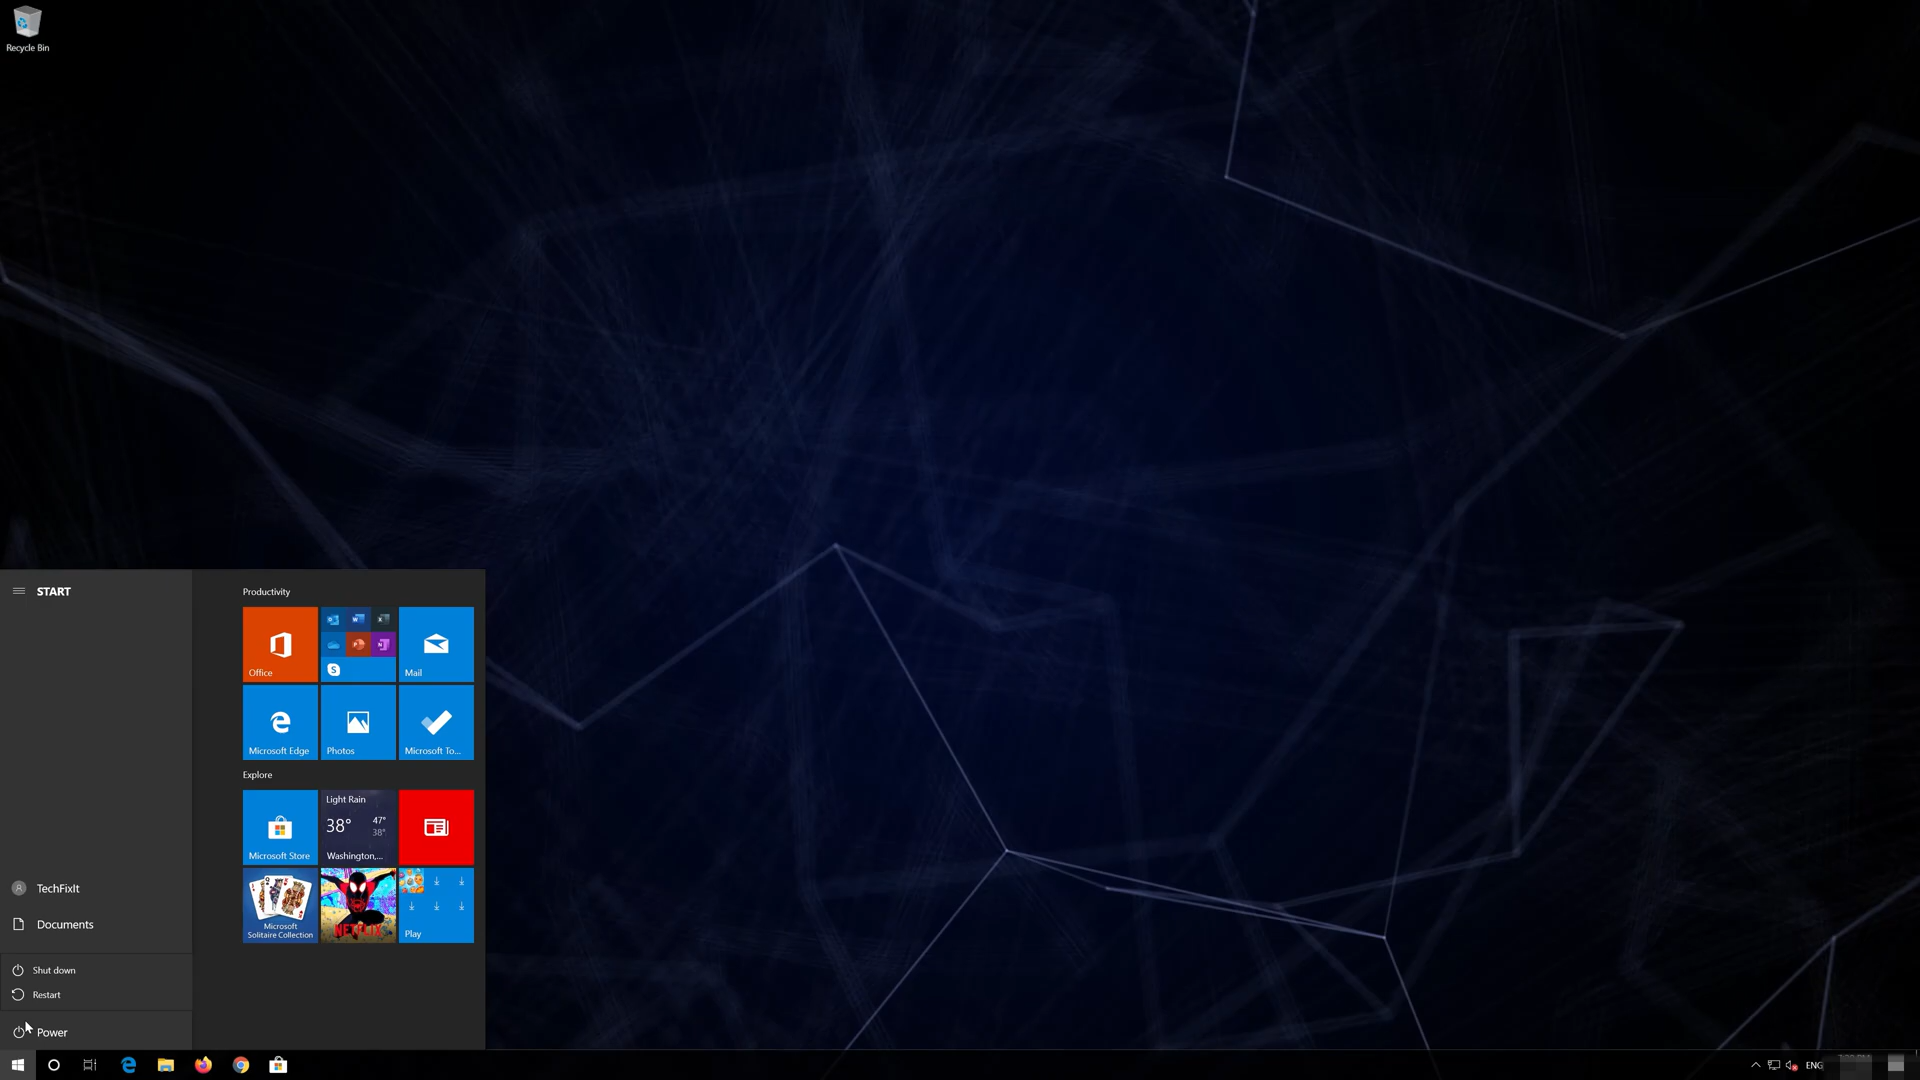 Recycle Bin
START
Productivity
Office
Mail
Microsoft Edge
Photos
Microsoft To...
Explore
Microsoft Store
Light Rain
38°
47°
38°
Washington,...
Microsoft
Solitaire Collection
NETFLIX
Play
TechFixIt
Documents
Shut down
Restart
Power
ENG